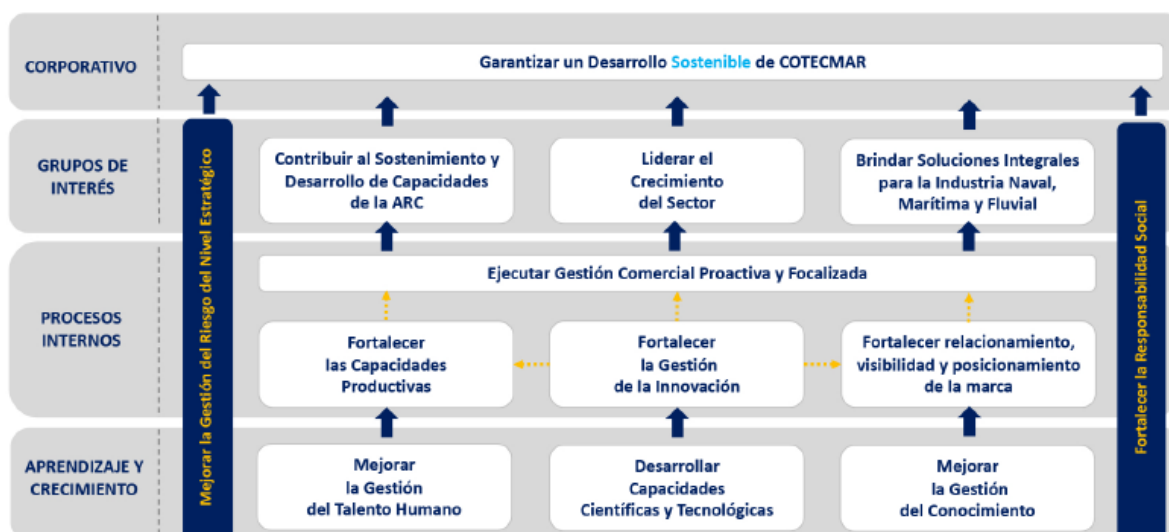 CORPORATIVO
Garantizar un Desarrollo Sostenible de COTECMAR
Mejorar la Gestión del Riesgo del Nivel Estratégico
GRUPOS DE
INTERÉS
Contribuir al Sostenimiento y
Desarrollo de Capacidades
de la ARC
Liderar el
Crecimiento
del Sector
Brindar Soluciones Integrales
para la Industria Naval,
Marítima y Fluvial
Fortalecer la Responsabilidad Social
PROCESOS
INTERNOS
Ejecutar Gestión Comercial Proactiva y Focalizada
Fortalecer
las Capacidades
Productivas
Fortalecer
la Gestión
de la Innovación
Fortalecer relacionamiento,
visibilidad y posicionamiento
de la marca
APRENDIZAJE Y
CRECIMIENTO
Mejorar
la Gestión
del Talento Humano
Desarrollar
Capacidades
Científicas y Tecnológicas
Mejorar
la Gestión
del Conocimiento